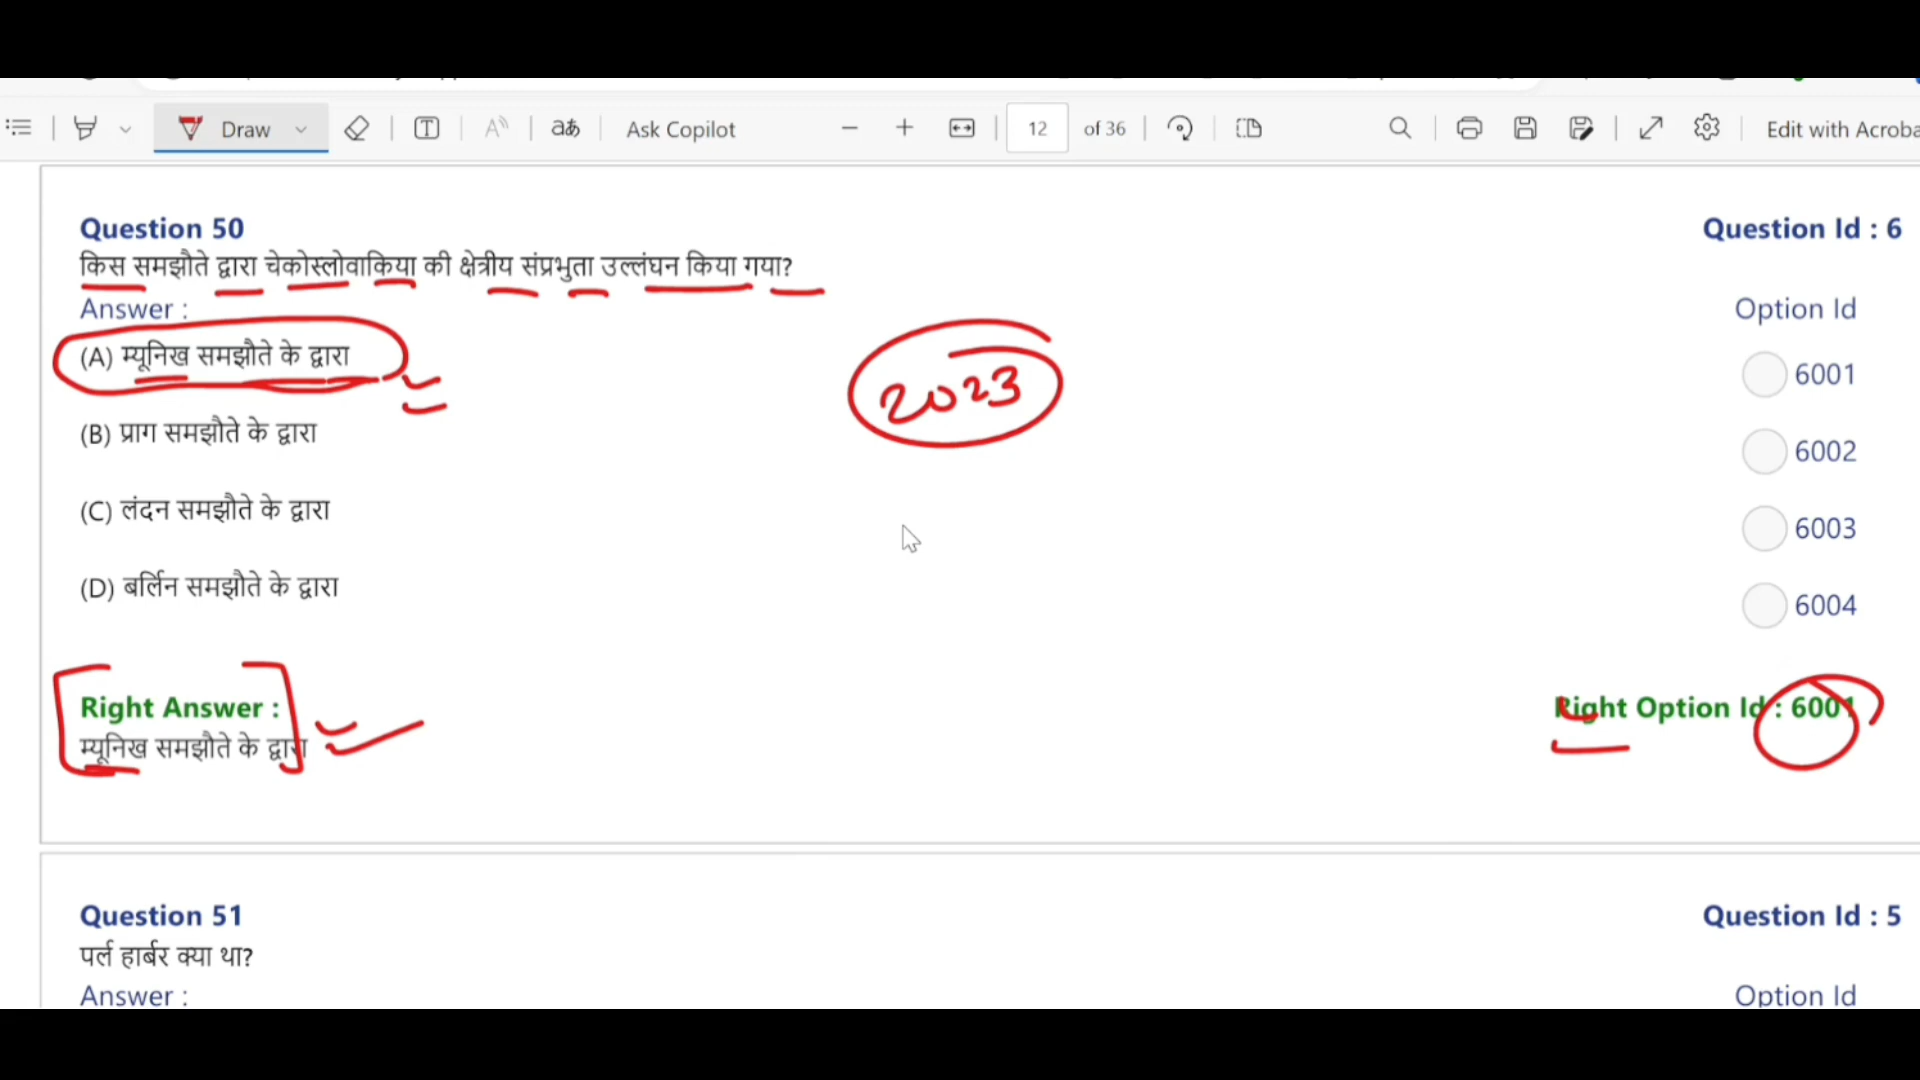 Draw
Ask Copilot
12 of 36
Edit with Acroba
Question 50
Question Id : 6
किस समझौते द्वारा चेकोस्लोवाकिया की क्षेत्रीय संप्रभुता उल्लंघन किया गया?
Answer :
Option Id
(A) म्यूनिख समझौते के द्वारा
6001
2023
(B) प्राग समझौते के द्वारा
6002
(C) लंदन समझौते के द्वारा
6003
(D) बर्लिन समझौते के द्वारा
6004
Right Answer :
Right Option Id : 6001
म्यूनिख समझौते के द्वारा
Question 51
Question Id : 5
पर्ल हार्बर क्या था?
Answer :
Option Id